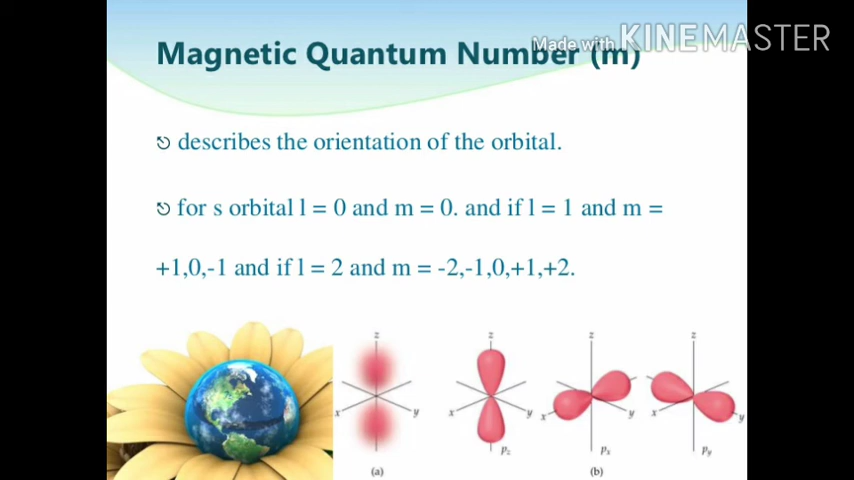 Magnetic Quantum Number (m)
Made with KINEMASTER
describes the orientation of the orbital.
for s orbital l = 0 and m = 0. and if l = 1 and m =
+1,0,-1 and if l = 2 and m = -2,-1,0,+1,+2.
z
z
z
z
x
y
x
y
x
y
x
y
pz
px
py
(a)
(b)